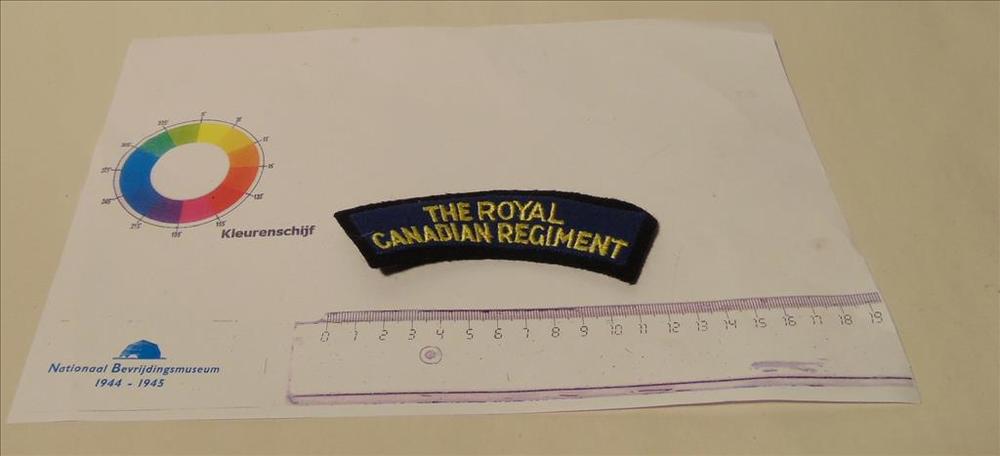 THE ROYAL
CANADIAN REGIMENT
Kleurenschijf
0 1 2 3 4 5 6 7 8 9 10 11 12 13 14 15 16 17 18 19
Nationaal Bevrijdingsmuseum
1944 - 1945